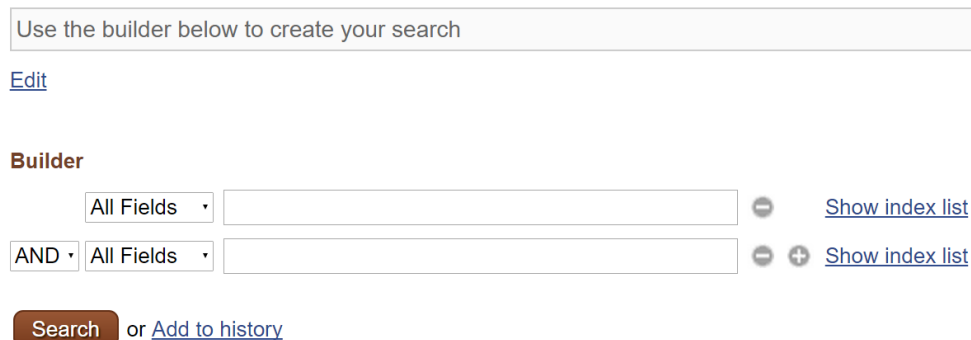 Use the builder below to create your search
Edit
Builder
All Fields Show index list
AND All Fields Show index list
Search or Add to history